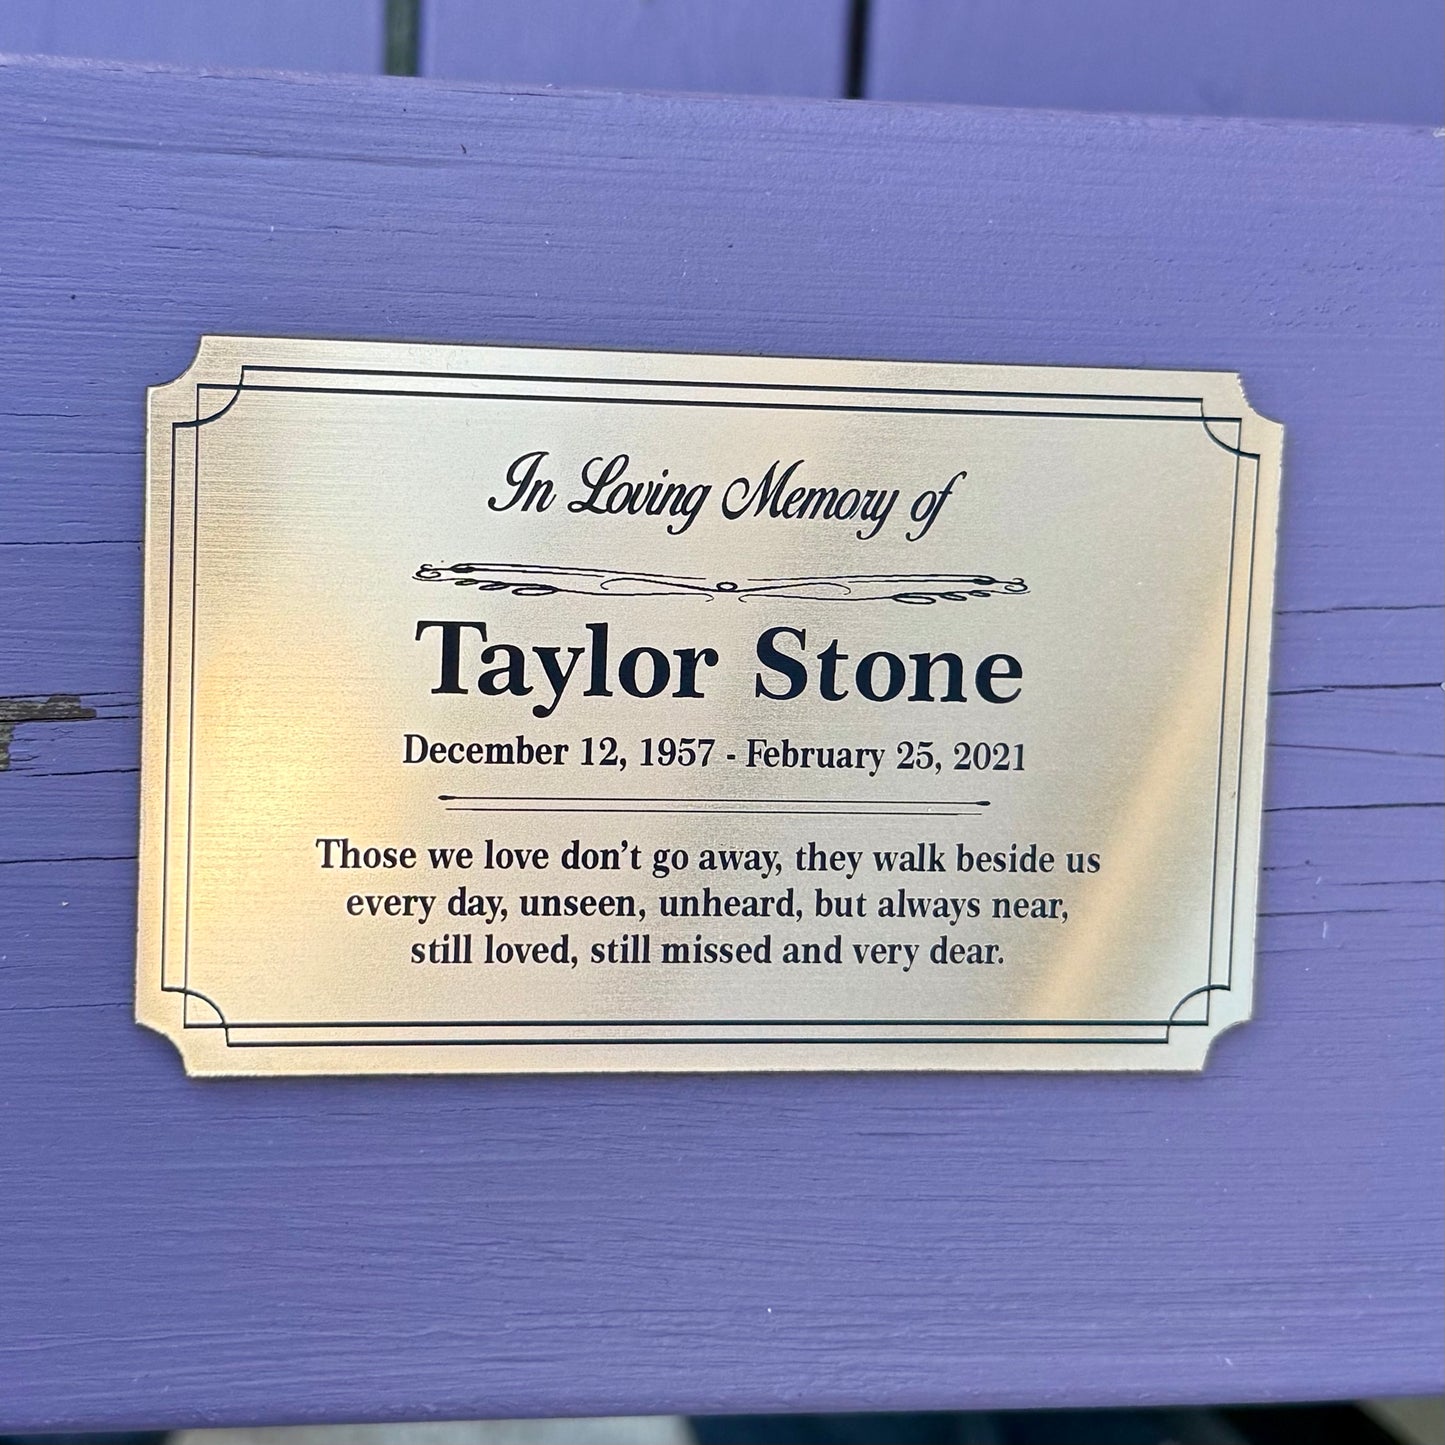 In Loving Memory of
Taylor Stone
December 12, 1957 - February 25, 2021
Those we love don't go away, they walk beside us
every day, unseen, unheard, but always near,
still loved, still missed and very dear.